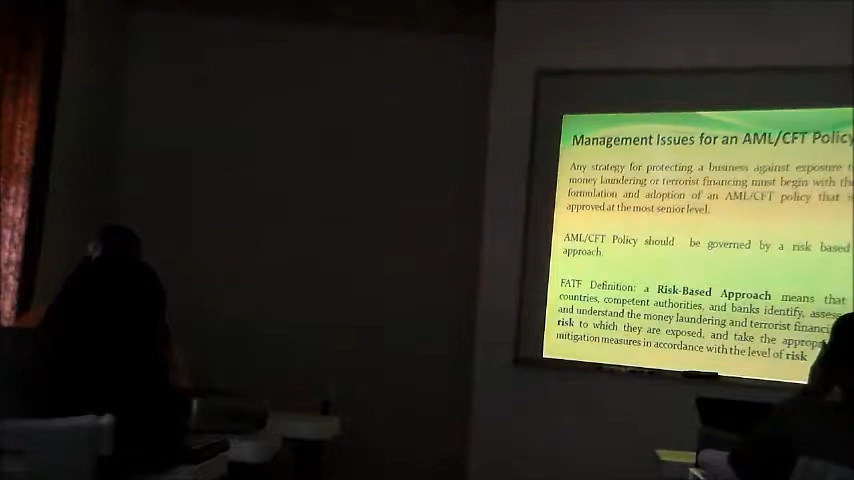 Management Issues for an AML/CFT Policy
Any strategy for protecting a business against exposure
money laundering or terrorist financing must begin with the
formulation and adoption of an AML/CFT policy that
approved at the most senior level.
AML/CFT Policy should be governed by a risk based
approach.
FATF Definition: a Risk-Based Approach means that
countries, competent authorities, and banks identify, assess
and understand the money laundering and terrorist
risk to which they are exposed, and take the
mitigation measures in accordance with the level of risk